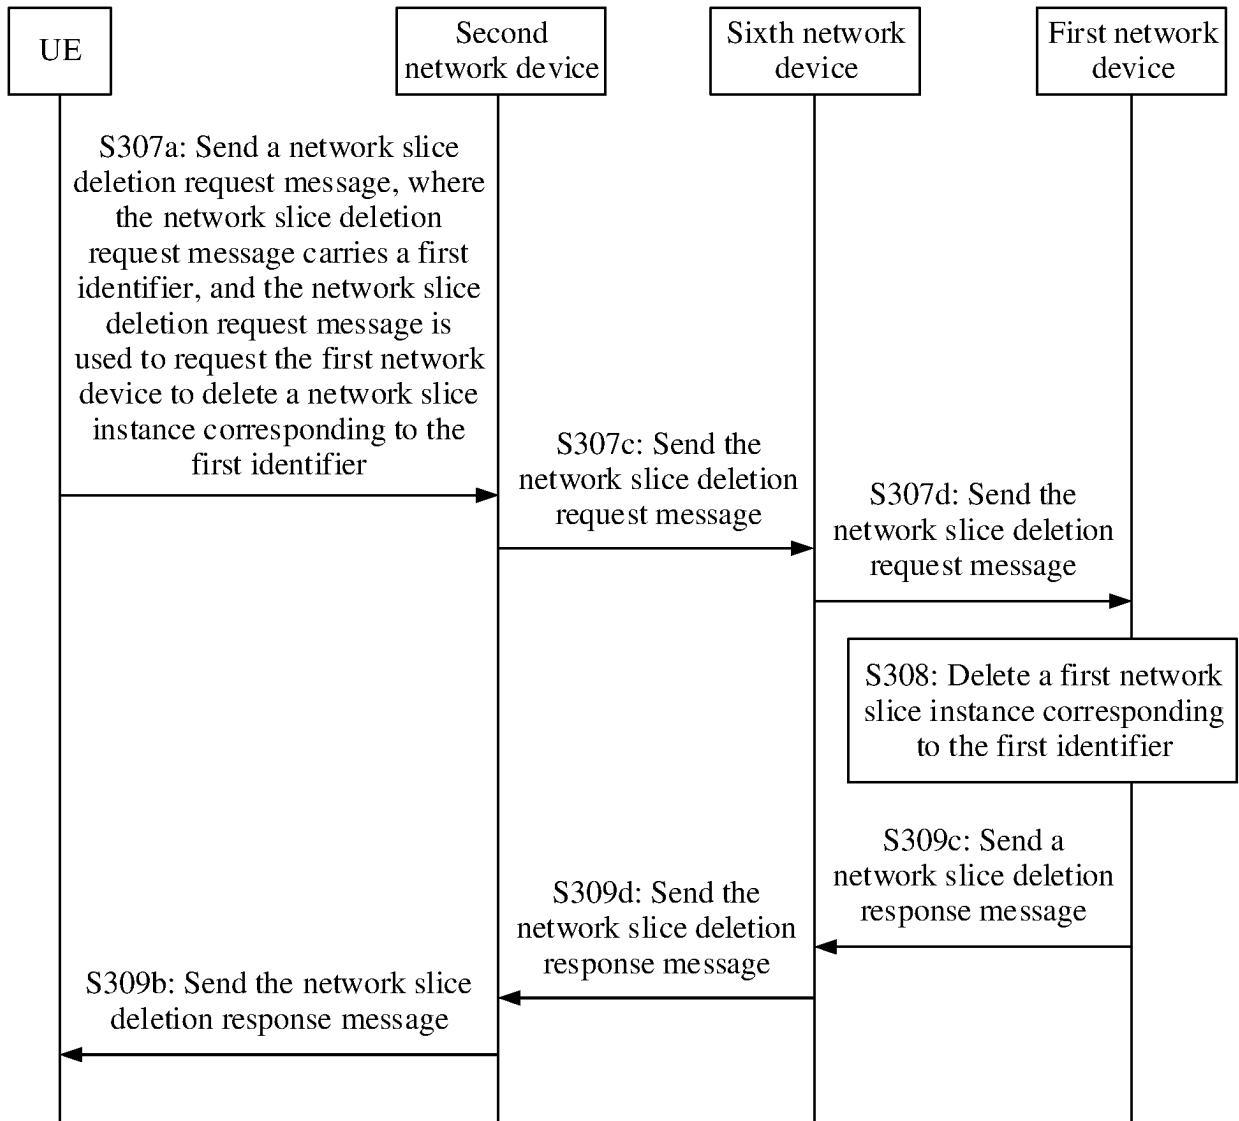 UE
Second
network device
Sixth network
device
First network
device
S307a: Send a network slice
deletion request message, where
the network slice deletion
request message carries a first
identifier, and the network slice
deletion request message is
used to request the first network
device to delete a network slice
instance corresponding to the
first identifier
S307c: Send the
network slice deletion
request message
S307d: Send the
network slice deletion
request message
S308: Delete a first network
slice instance corresponding
to the first identifier
S309c: Send a
network slice deletion
response message
S309d: Send the
network slice deletion
response message
S309b: Send the network slice
deletion response message